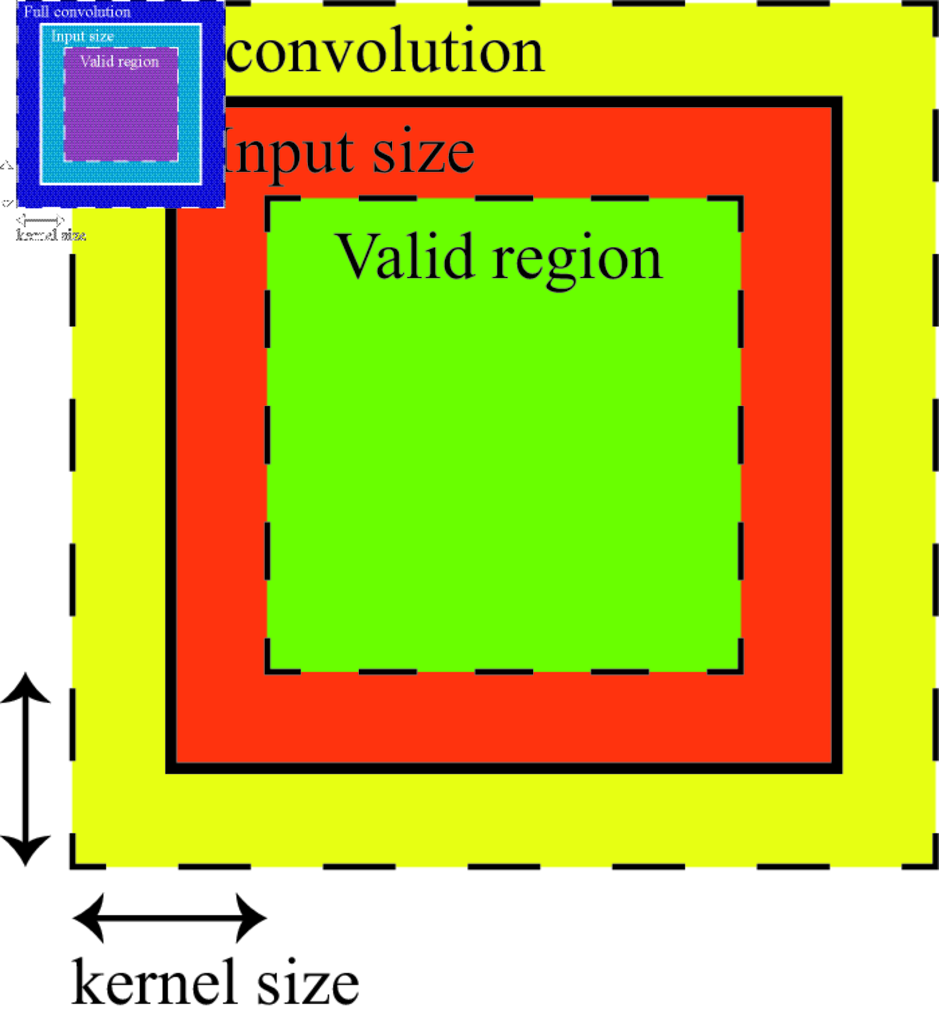 Full convolution
Input size
Valid region
kernel size
convolution
Input size
Valid region
kernel size